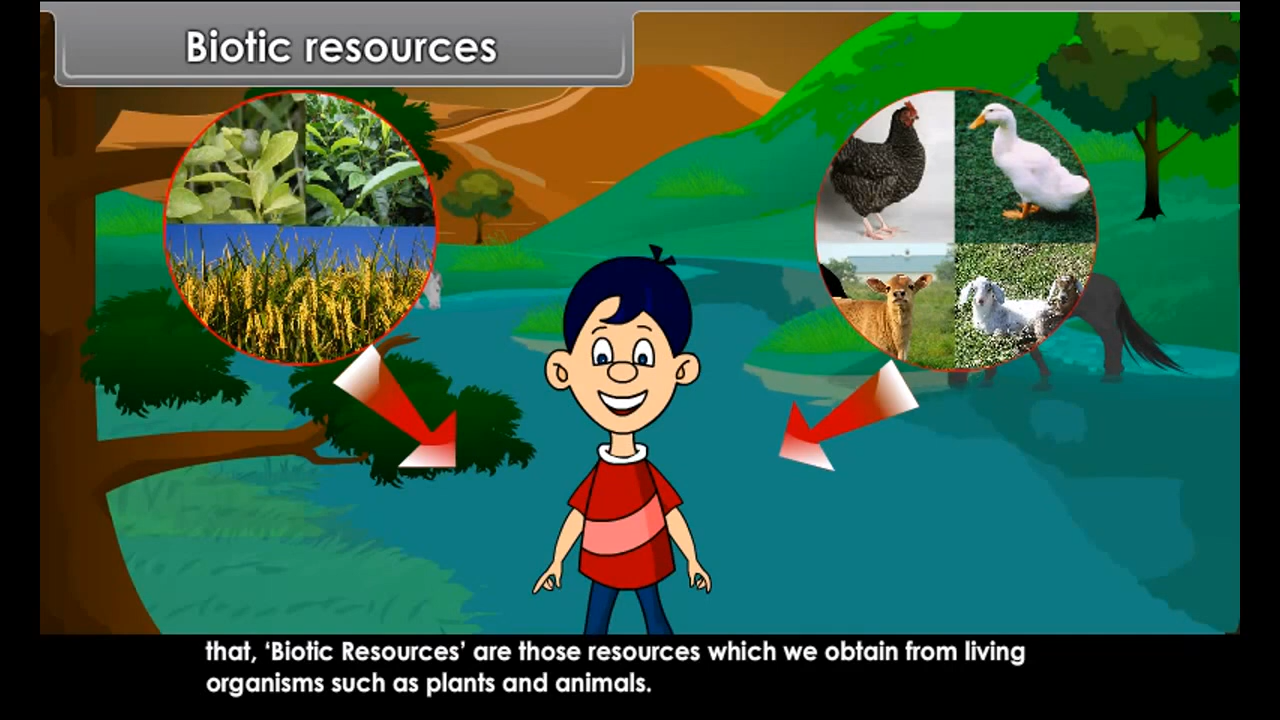 Biotic resources
that, ‘Biotic Resources’ are those resources which we obtain from living
organisms such as plants and animals.